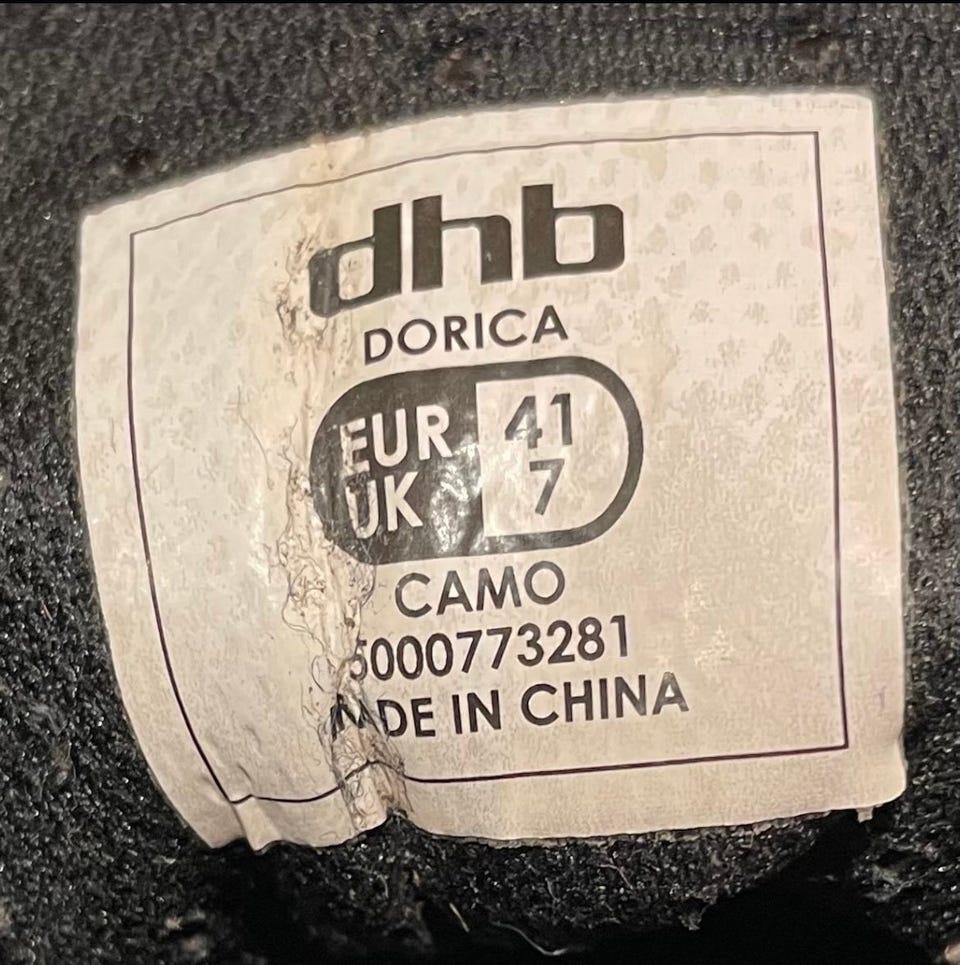 dhb
DORICA
EUR 41
UK 7
CAMO
5000773281
MADE IN CHINA